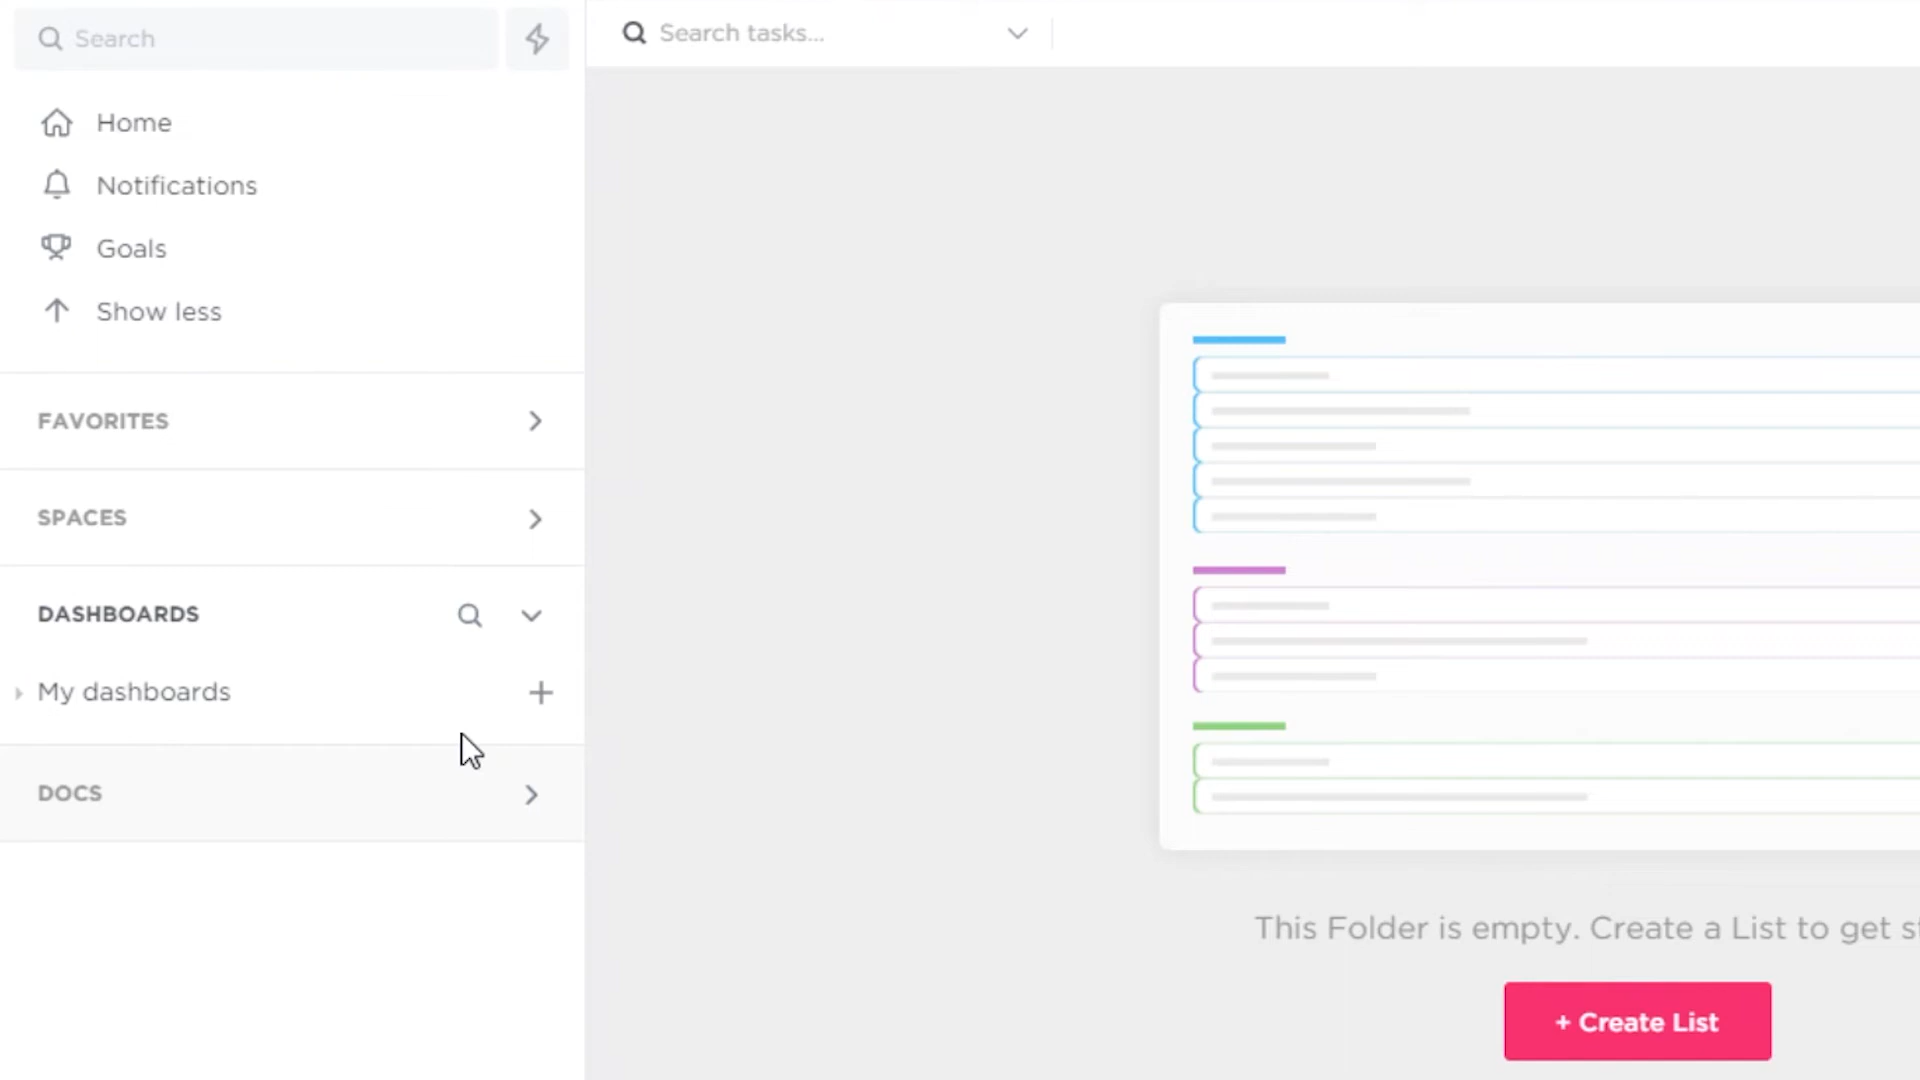 Search
Search tasks...
Home
Notifications
Goals
Show less
FAVORITES
SPACES
DASHBOARDS
My dashboards
DOCS
This Folder is empty. Create a List to get s
+ Create List